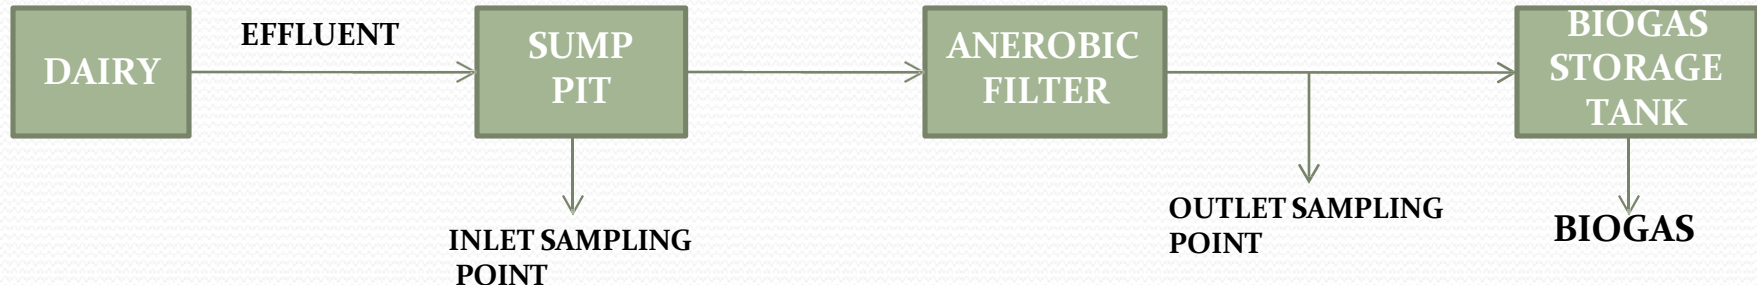 DAIRY
EFFLUENT
SUMP
PIT
ANEROBIC
FILTER
BIOGAS
STORAGE
TANK
INLET SAMPLING
POINT
OUTLET SAMPLING
POINT
BIOGAS